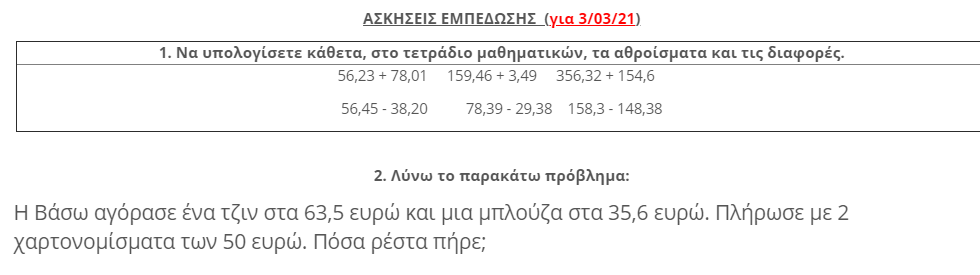 ΑΣΚΗΣΕΙΣ ΕΜΠΕΔΩΣΗΣ (για 3/03/21)
1. Να υπολογίσετε κάθετα, στο τετράδιο μαθηματικών, τα αθροίσματα και τις διαφορές.
56,23 + 78,01 159,46 + 3,49 356,32 + 154,6
56,45 - 38,20 78,39 - 29,38 158,3 - 148,38
2. Λύνω το παρακάτω πρόβλημα:
Η Βάσω αγόρασε ένα τζιν στα 63,5 ευρώ και μια μπλούζα στα 35,6 ευρώ. Πλήρωσε με 2
χαρτονομίσματα των 50 ευρώ. Πόσα ρέστα πήρε;